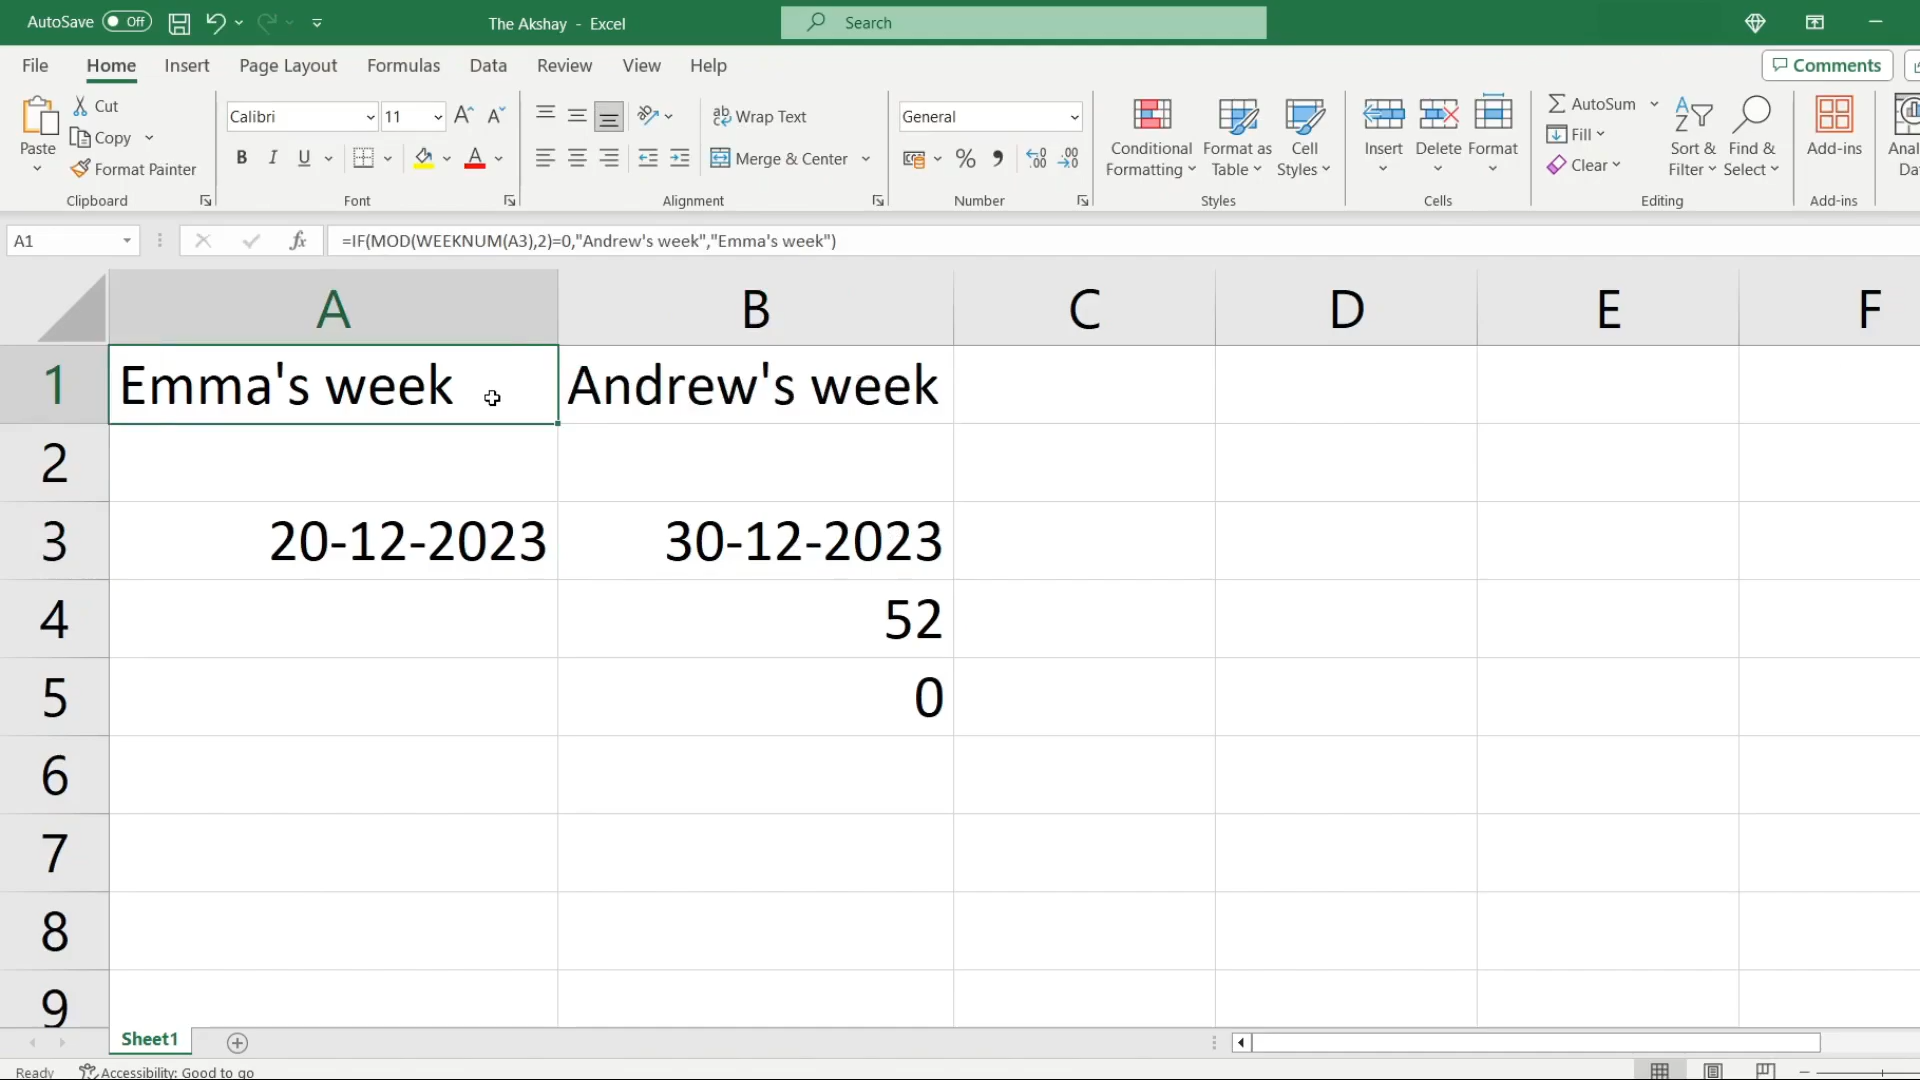 AutoSave Off The Akshay - Excel Search
File Home Insert Page Layout Formulas Data Review View Help Comments
Paste Cut Copy Format Painter Clipboard
Calibri 11 A A B I U A Font
ab Wrap Text Merge & Center Alignment
General % Number
Conditional Formatting Format as Table Cell Styles Styles
Insert Delete Format Cells
AutoSum Fill Clear Sort & Filter Find & Select Editing
Add-ins Add-ins
A1 fx =IF(MOD(WEEKNUM(A3),2)=0,"Andrew's week","Emma's week")
A B C D E F
1 Emma's week Andrew's week
2
3 20-12-2023 30-12-2023
4 52
5 0
6
7
8
9
Sheet1
Ready Accessibility: Good to go